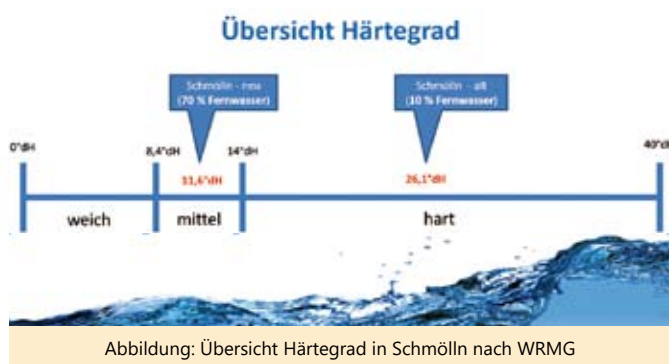 Übersicht Härtegrad
Schmölln - neu
(70 % Fernwasser)
Schmölln - alt
(10 % Fernwasser)
0°dH
8,4°dH
14°dH
40°dH
11,6°dH
26,1°dH
weich
mittel
hart
Abbildung: Übersicht Härtegrad in Schmölln nach WRMG